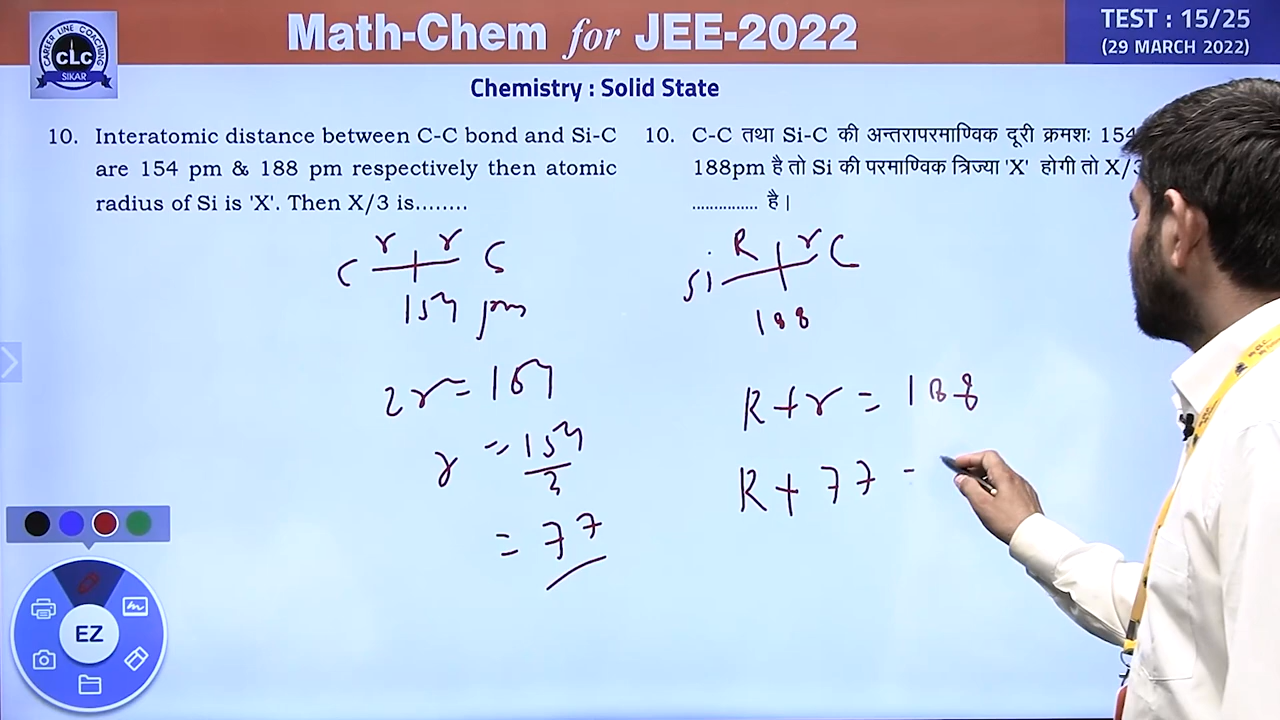 CAREER LINE COACHING
CLC
SIKAR
Math-Chem for JEE-2022
TEST : 15/25
(29 MARCH 2022)
Chemistry : Solid State
10. Interatomic distance between C-C bond and Si-C
are 154 pm & 188 pm respectively then atomic
radius of Si is 'X'. Then X/3 is........
10. C-C तथा Si-C की अन्तरापरमाण्विक दूरी क्रमशः 154
188pm है तो Si की परमाण्विक त्रिज्या 'X' होगी तो X/3
............... है |
r r
C C
154 pm
2r = 154
r = 154
2
= 77
R r
Si C
188
R + r = 188
R + 77 =
EZ